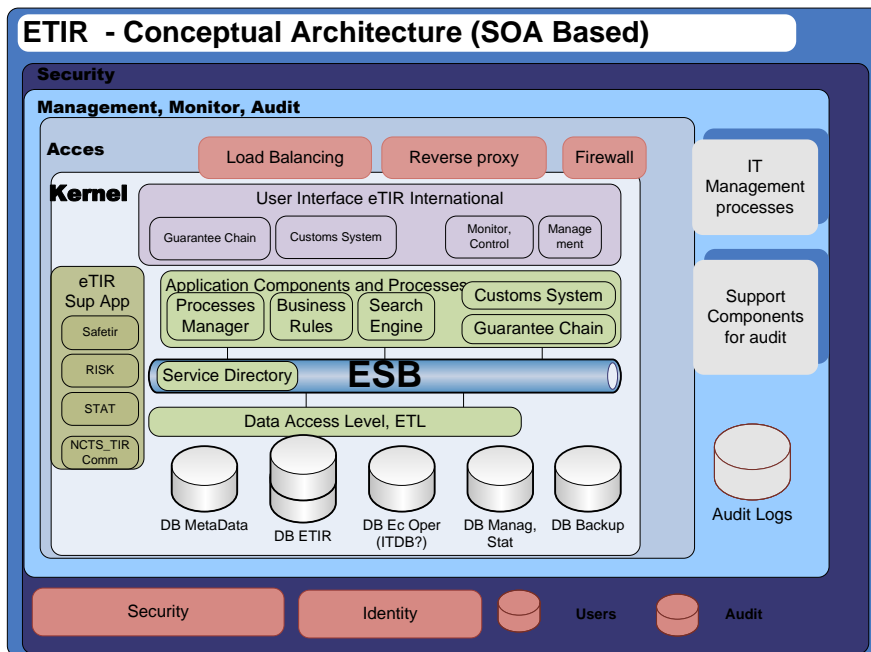 ETIR - Conceptual Architecture (SOA Based)
Security
Management, Monitor, Audit
Acces
Load Balancing
Reverse proxy
Firewall
Kernel
User Interface eTIR International
Guarantee Chain
Customs System
Monitor,
Control
Manage
ment
IT
Management
processes
Support
Components
for audit
Audit Logs
eTIR
Sup App
Safetir
RISK
STAT
NCTS_TIR
Comm
Application Components and Processes
Processes
Manager
Business
Rules
Search
Engine
Customs System
Guarantee Chain
Service Directory
ESB
Data Access Level, ETL
DB MetaData
DB ETIR
DB Ec Oper
(ITDB?)
DB Manag,
Stat
DB Backup
Security
Identity
Users
Audit